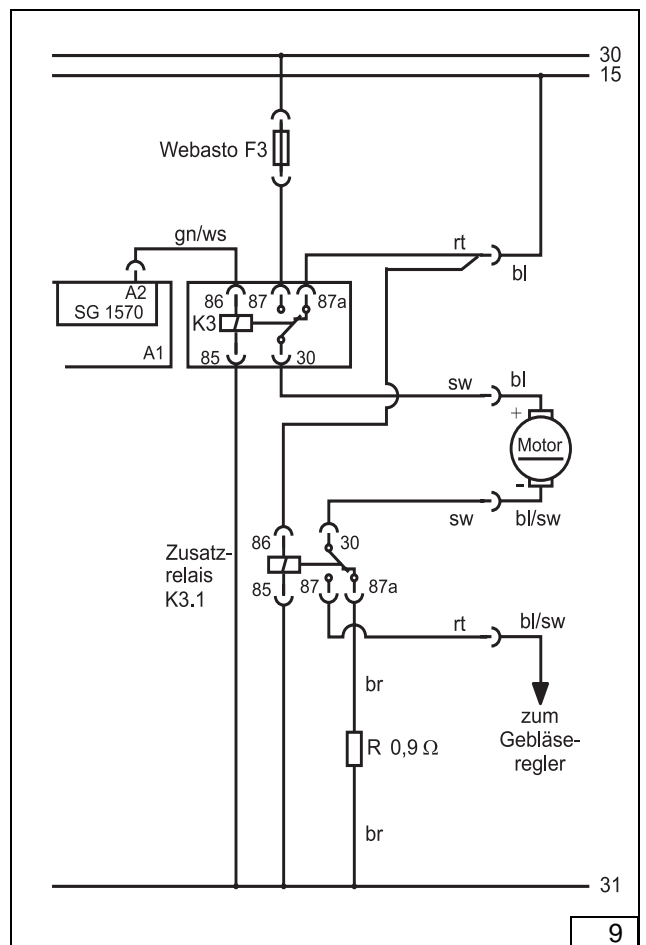 30
15
Webasto F3
gn/ws
rt
bl
A2
SG 1570
A1
86 87 87a
K3
85 30
sw bl
+
Motor
-
sw bl/sw
86 30
Zusatz-
relais
K3.1
85 87 87a
rt bl/sw
br
zum
Gebläse-
regler
R 0,9 Ω
br
31
9